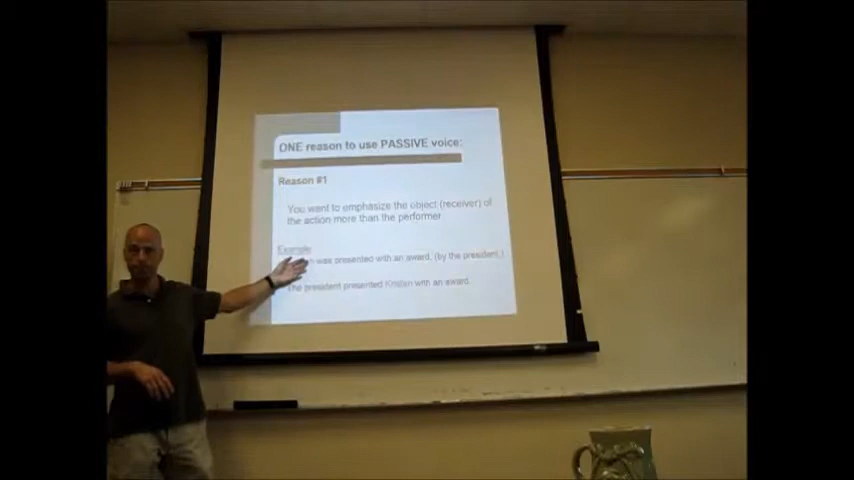 ONE reason to use PASSIVE voice:
Reason #1
You want to emphasize the object (receiver) of
the action more than the performer
Example
was presented with an award. (by the president.)
The president presented Kristen with an award.